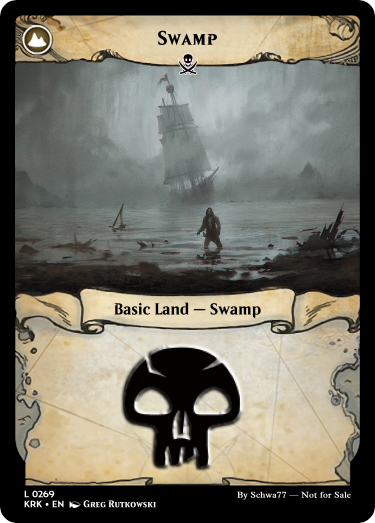 Swamp
Basic Land — Swamp
L 0269
KRK • EN Greg Rutkowski
By Schwa77 — Not for Sale